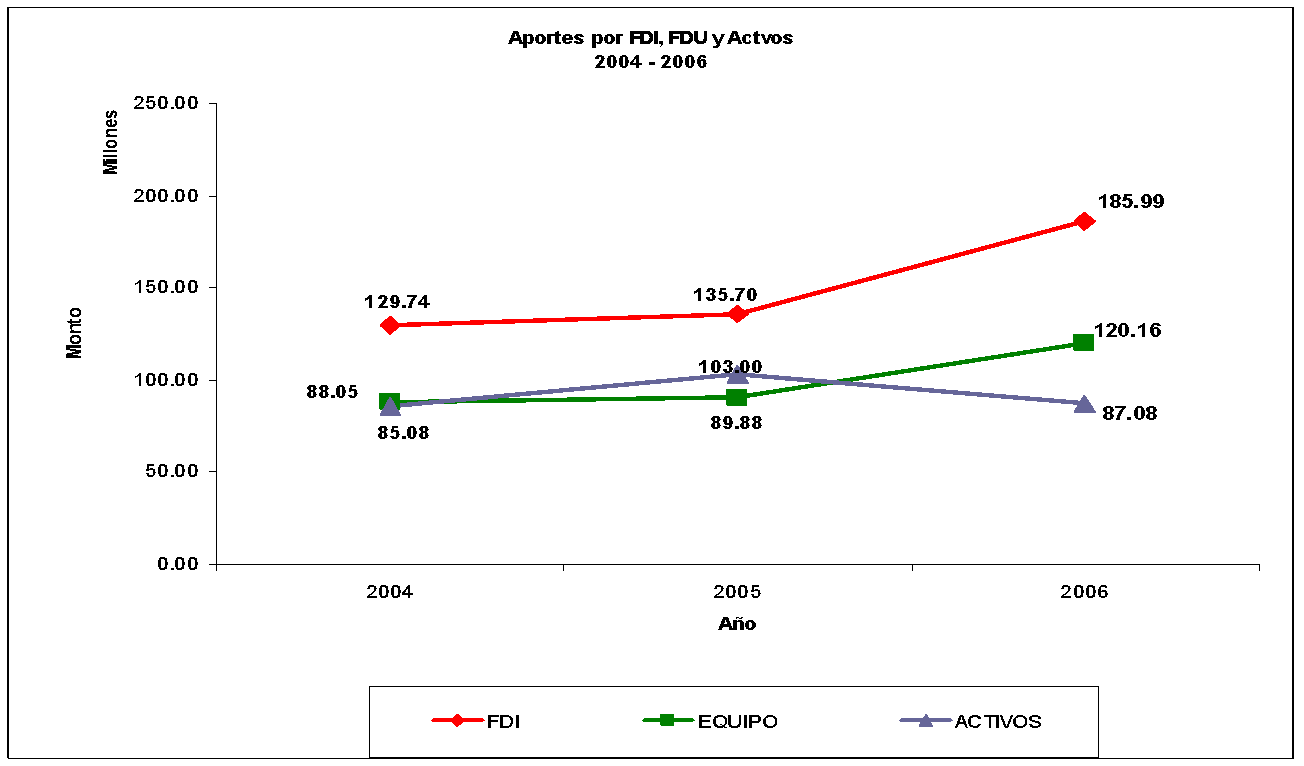 Aportes por FDI, FDU y Actvos
2004 - 2006
Millones
Monto
250.00
200.00
150.00
100.00
50.00
0.00
185.99
129.74
135.70
120.16
103.00
88.05
85.08
89.88
87.08
2004 2005 2006
Año
FDI EQUIPO ACTIVOS